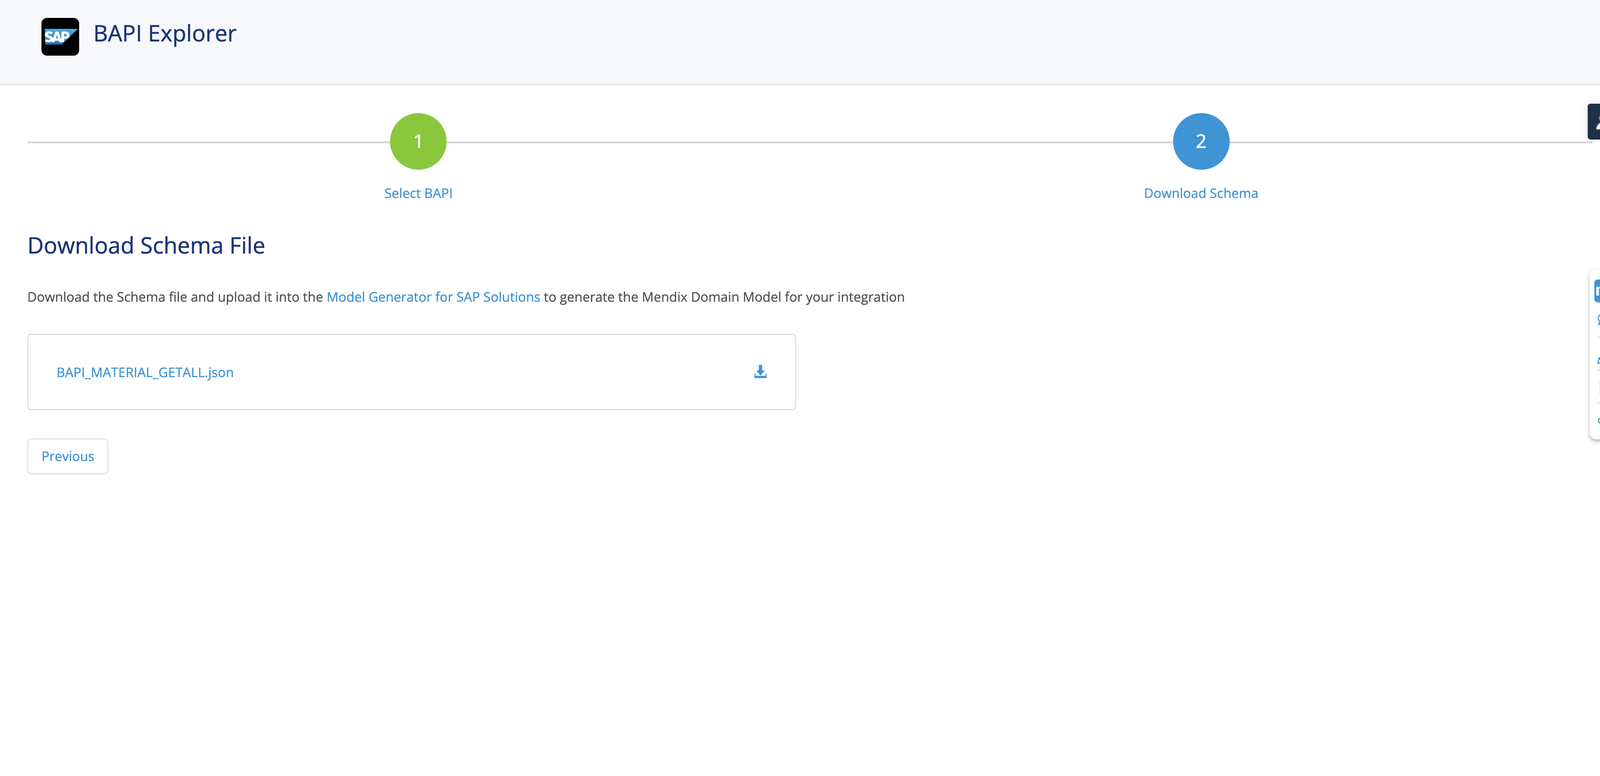 SAP
BAPI Explorer
1
2
Select BAPI
Download Schema
Download Schema File
Download the Schema file and upload it into the Model Generator for SAP Solutions to generate the Mendix Domain Model for your integration
BAPI_MATERIAL_GETALL.json
Previous